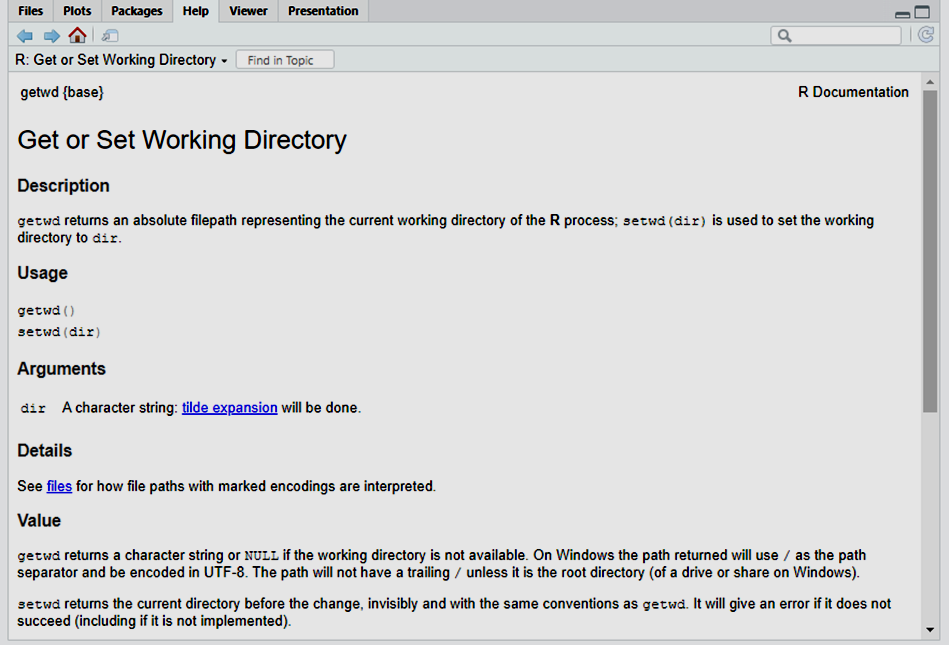 Files Plots Packages Help Viewer Presentation
R: Get or Set Working Directory Find in Topic
getwd {base} R Documentation
Get or Set Working Directory
Description
getwd returns an absolute filepath representing the current working directory of the R process; setwd(dir) is used to set the working
directory to dir.
Usage
getwd()
setwd(dir)
Arguments
dir A character string: tilde expansion will be done.
Details
See files for how file paths with marked encodings are interpreted.
Value
getwd returns a character string or NULL if the working directory is not available. On Windows the path returned will use / as the path
separator and be encoded in UTF-8. The path will not have a trailing / unless it is the root directory (of a drive or share on Windows).
setwd returns the current directory before the change, invisibly and with the same conventions as getwd. It will give an error if it does not
succeed (including if it is not implemented).